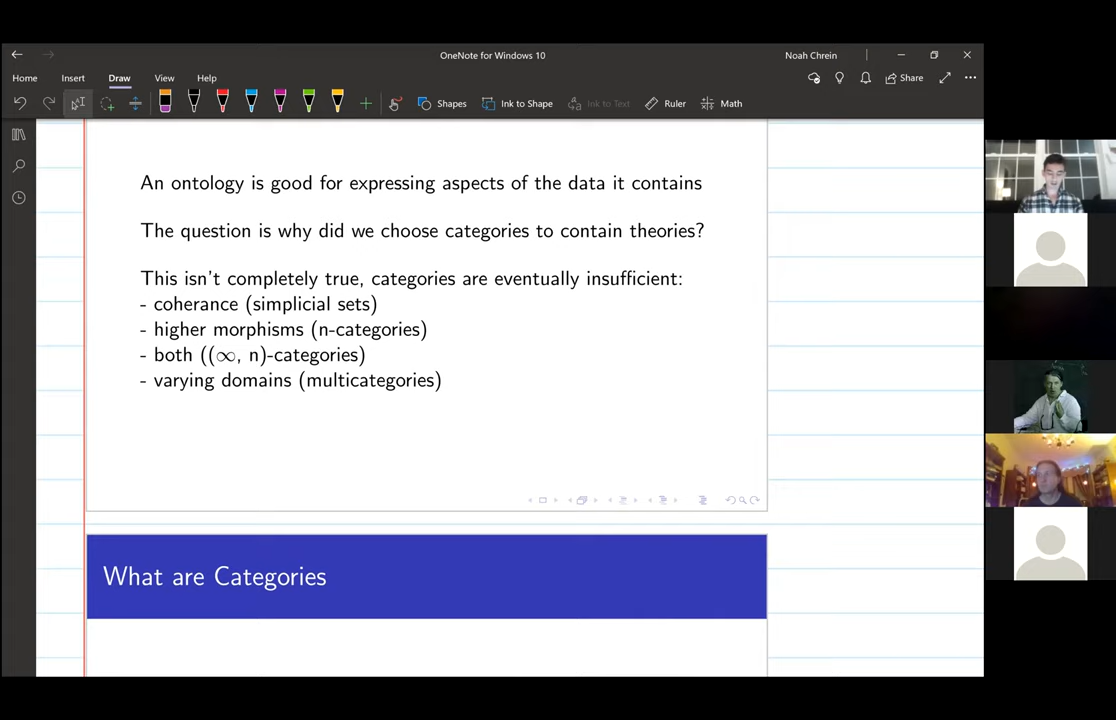 OneNote for Windows 10
Noah Chrein
Home Insert Draw View Help
Share
Shapes Ink to Shape Ink to Text Ruler Math
An ontology is good for expressing aspects of the data it contains
The question is why did we choose categories to contain theories?
This isn't completely true, categories are eventually insufficient:
- coherance (simplicial sets)
- higher morphisms (n-categories)
- both ((∞, n)-categories)
- varying domains (multicategories)
What are Categories